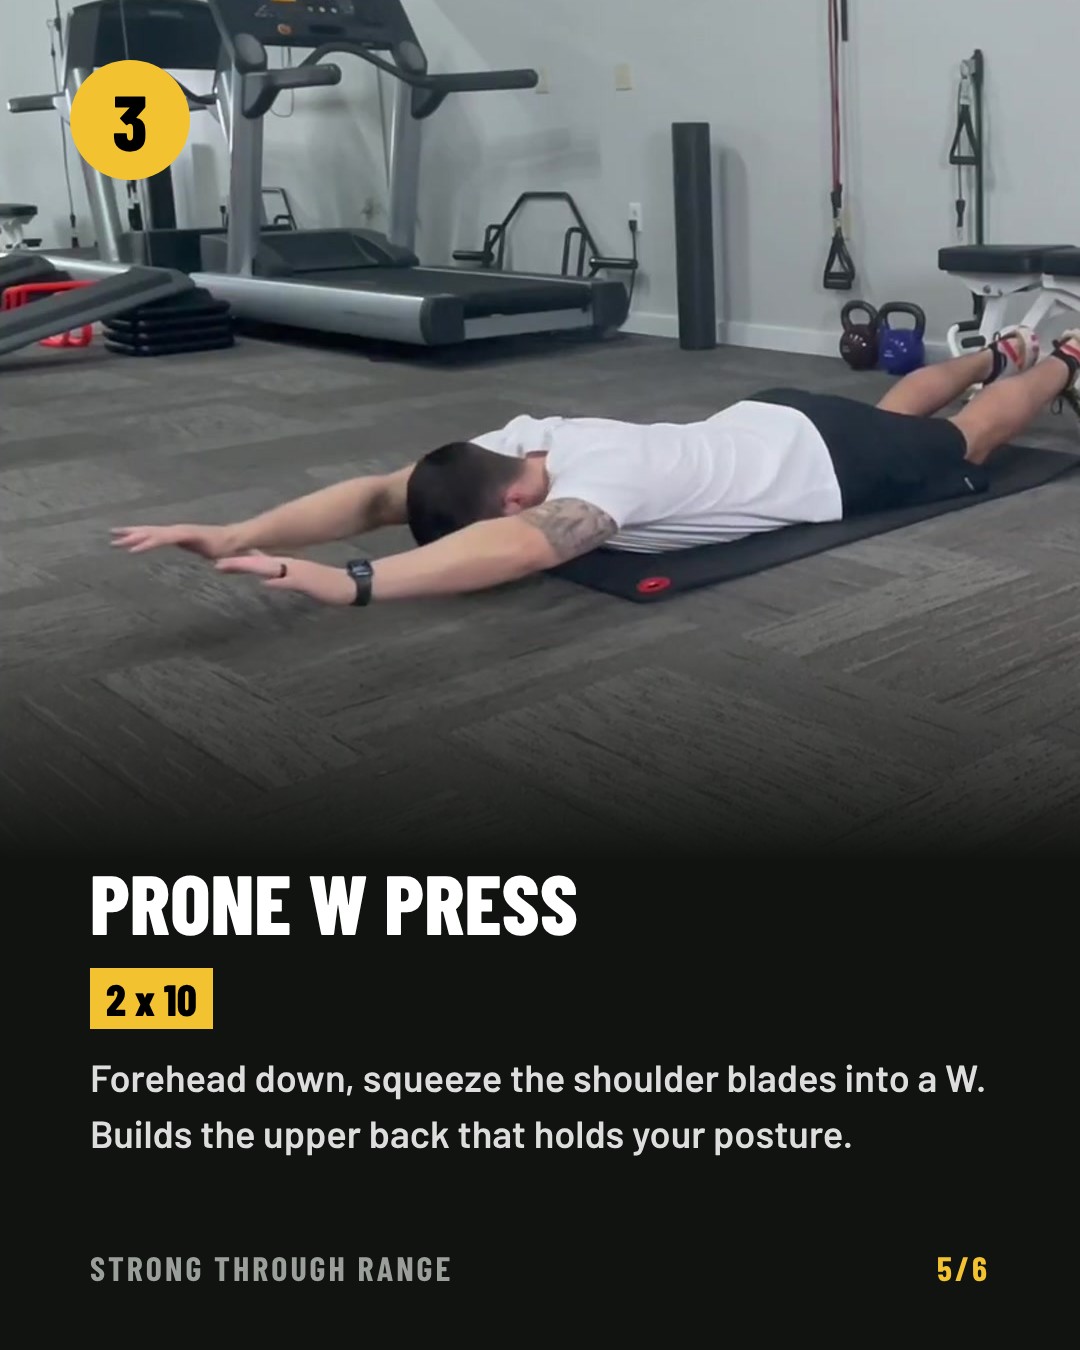 3
PRONE W PRESS
2 x 10
Forehead down, squeeze the shoulder blades into a W.
Builds the upper back that holds your posture.
STRONG THROUGH RANGE
5/6